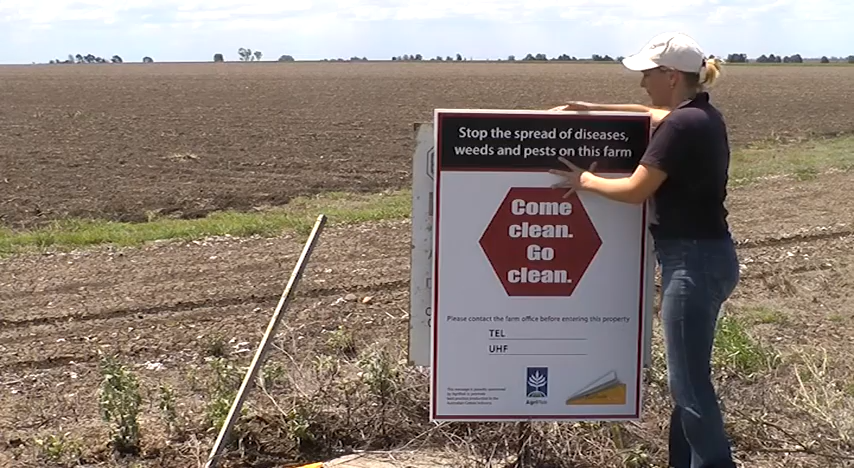 Stop the spread of diseases,
weeds and pests on this farm
Come
clean.
Go
clean.
Please contact the farm office before entering this property
TEL
UHF